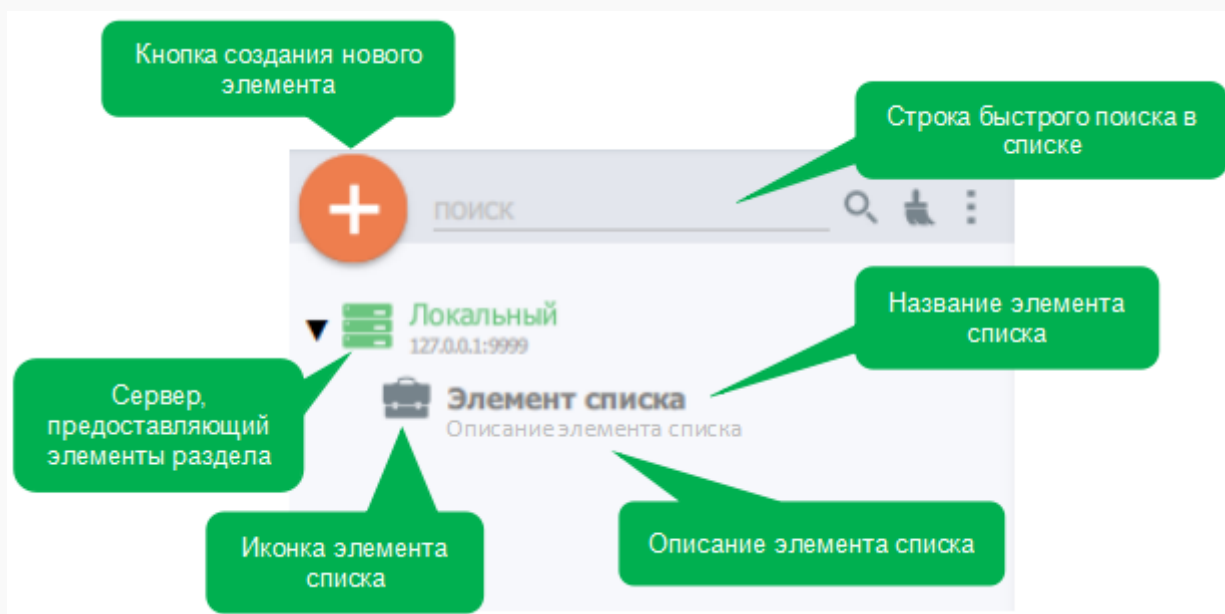 Кнопка создания нового
элемента
Строка быстрого поиска в
списке
поиск
Название элемента
списка
Локальный
127.0.0.1:9999
Сервер,
предоставляющий
элементы раздела
Элемент списка
Описание элемента списка
Иконка элемента
списка
Описание элемента списка